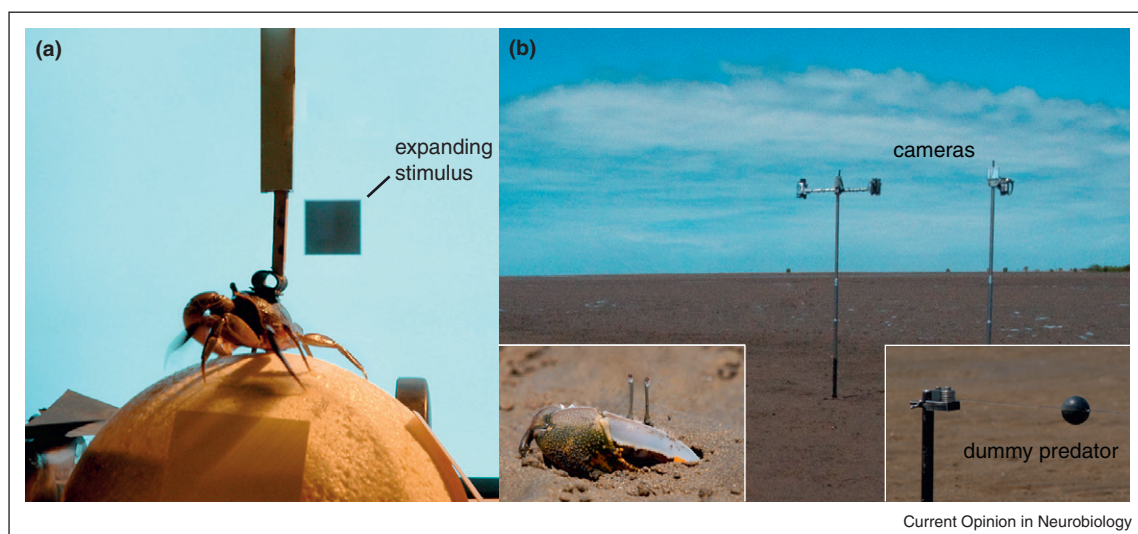 (a)
expanding
stimulus
(b)
cameras
dummy predator
Current Opinion in Neurobiology